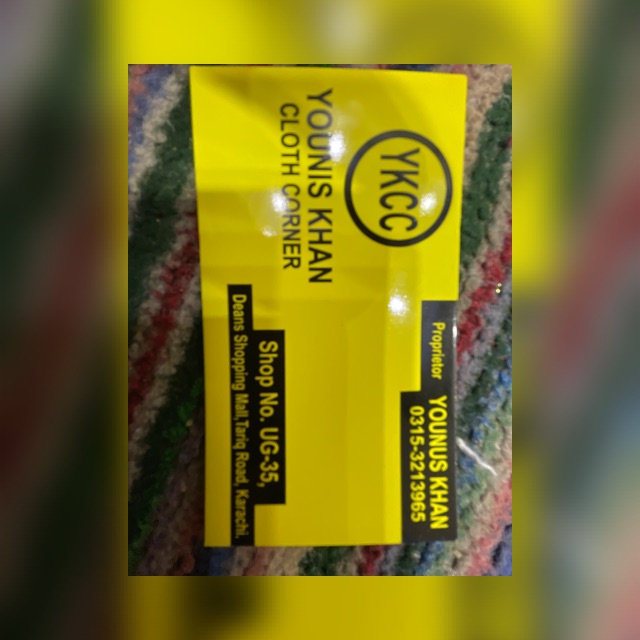 Proprietor
YOUNUS KHAN
0315-3213965
YKCC
YOUNIS KHAN
CLOTH CORNER
Shop No. UG-35,
Deans Shopping Mall,Tariq Road, Karachi.